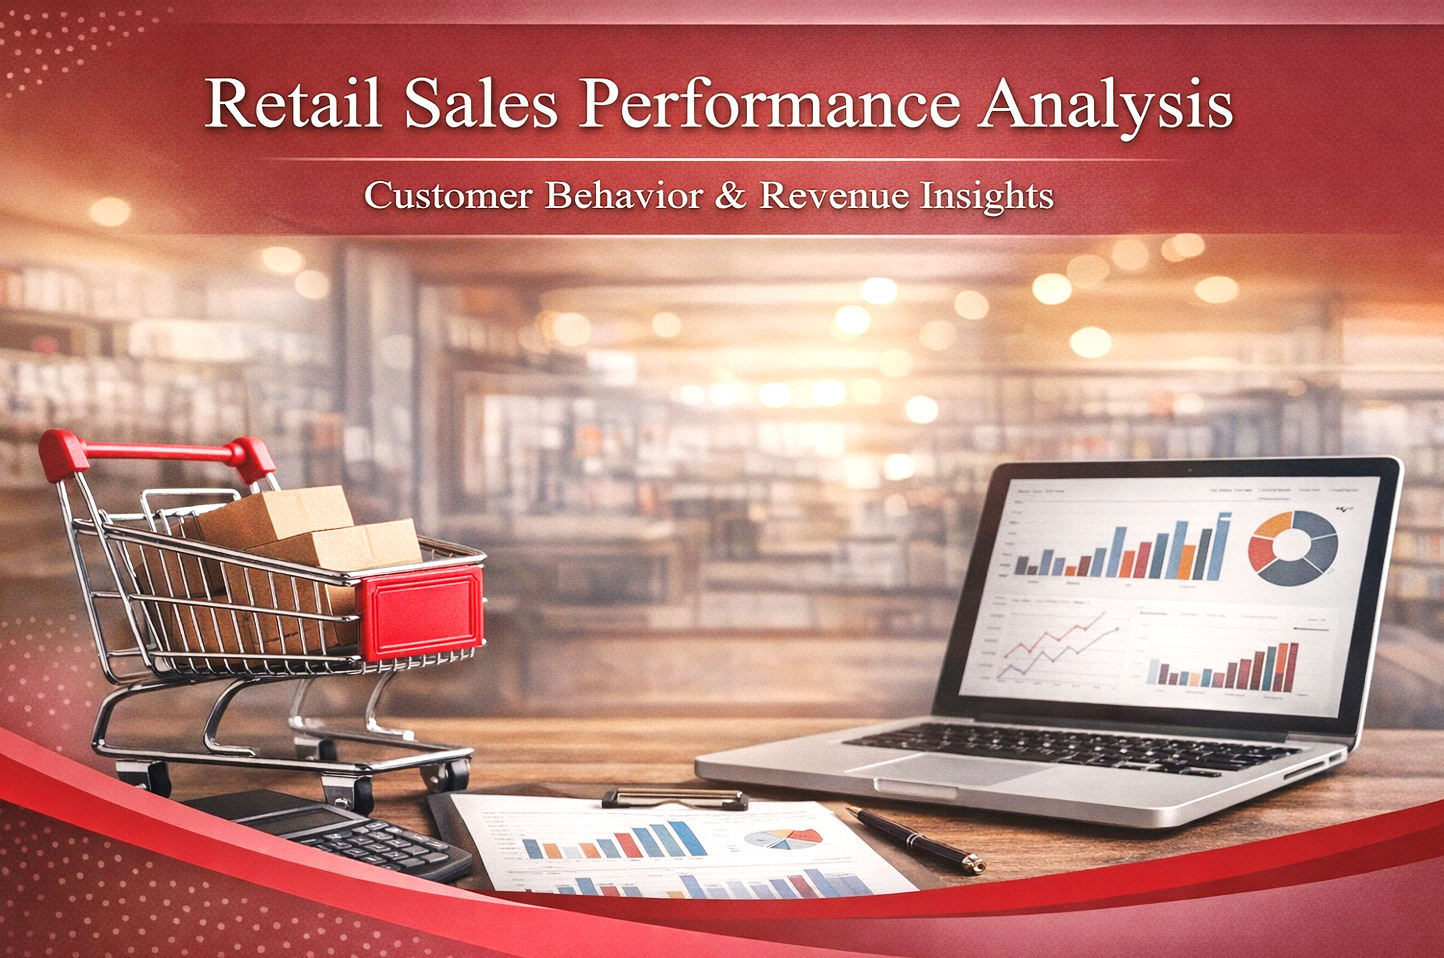 Retail Sales Performance Analysis
Customer Behavior & Revenue Insights